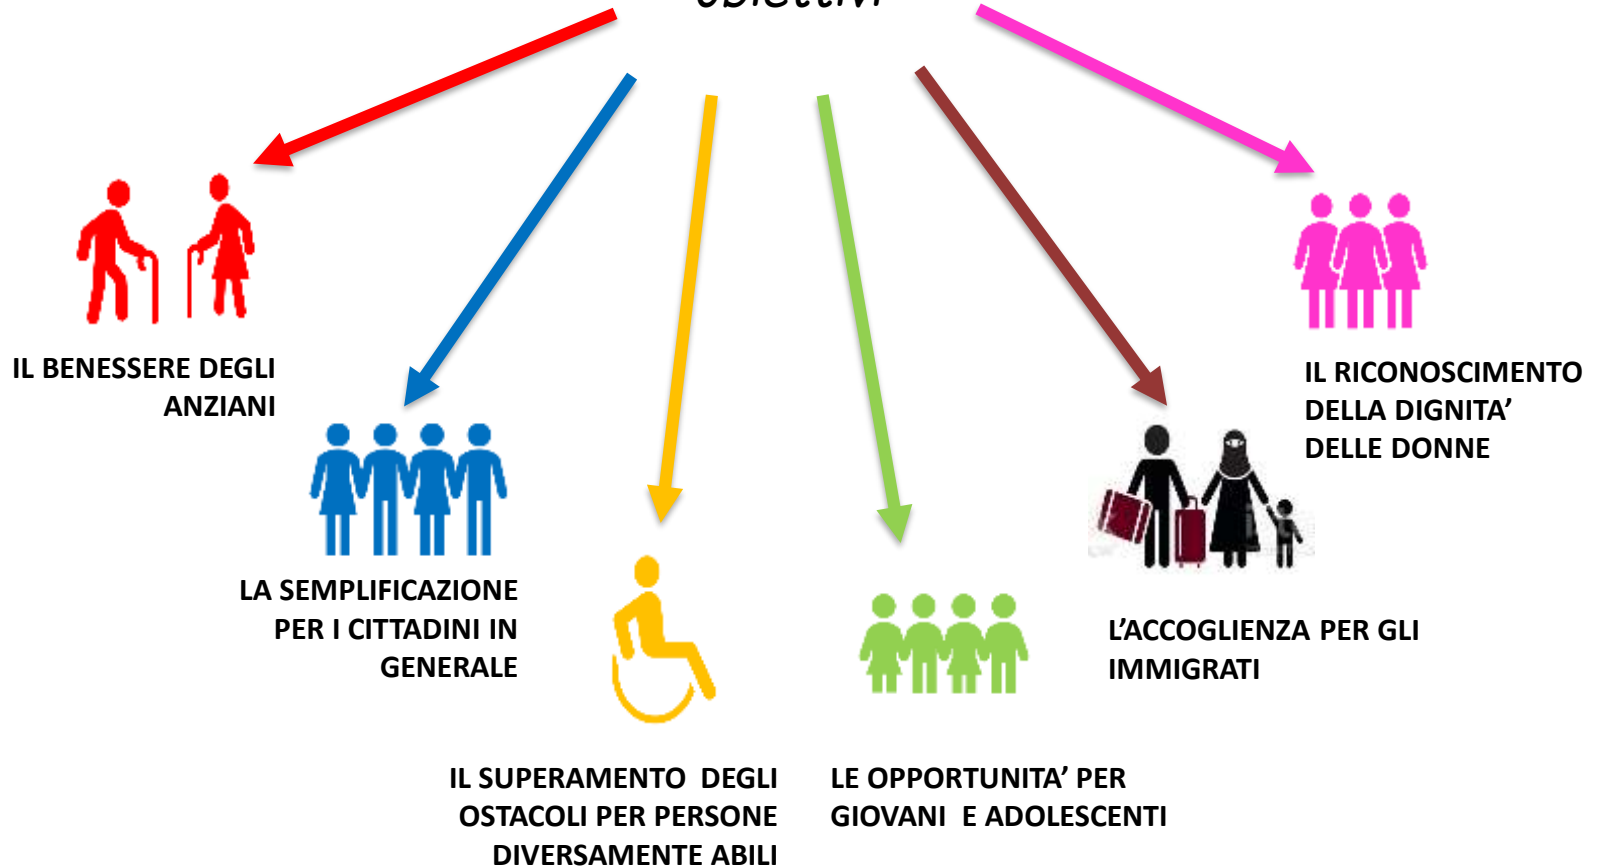 obiettivi
IL BENESSERE DEGLI
ANZIANI
LA SEMPLIFICAZIONE
PER I CITTADINI IN
GENERALE
IL SUPERAMENTO  DEGLI
OSTACOLI PER PERSONE
DIVERSAMENTE ABILI
LE OPPORTUNITA’ PER
GIOVANI  E ADOLESCENTI
L’ACCOGLIENZA PER GLI
IMMIGRATI
IL RICONOSCIMENTO
DELLA DIGNITA’
DELLE DONNE